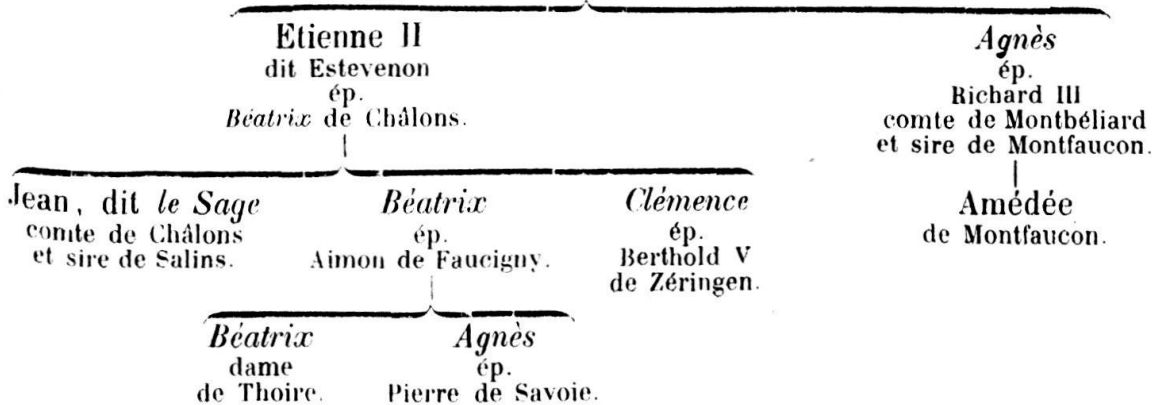 Etienne II
dit Estevenon
ép.
Béatrix de Châlons.
Agnès
ép.
Richard III
comte de Montbéliard
et sire de Montfaucon.
Jean, dit le Sage
comte de Châlons
et sire de Salins.
Béatrix
ép.
Aimon de Faucigny.
Clémence
ép.
Berthold V
de Zéringen.
Amédée
de Montfaucon.
Béatrix
dame
de Thoire.
Agnès
ép.
Pierre de Savoie.